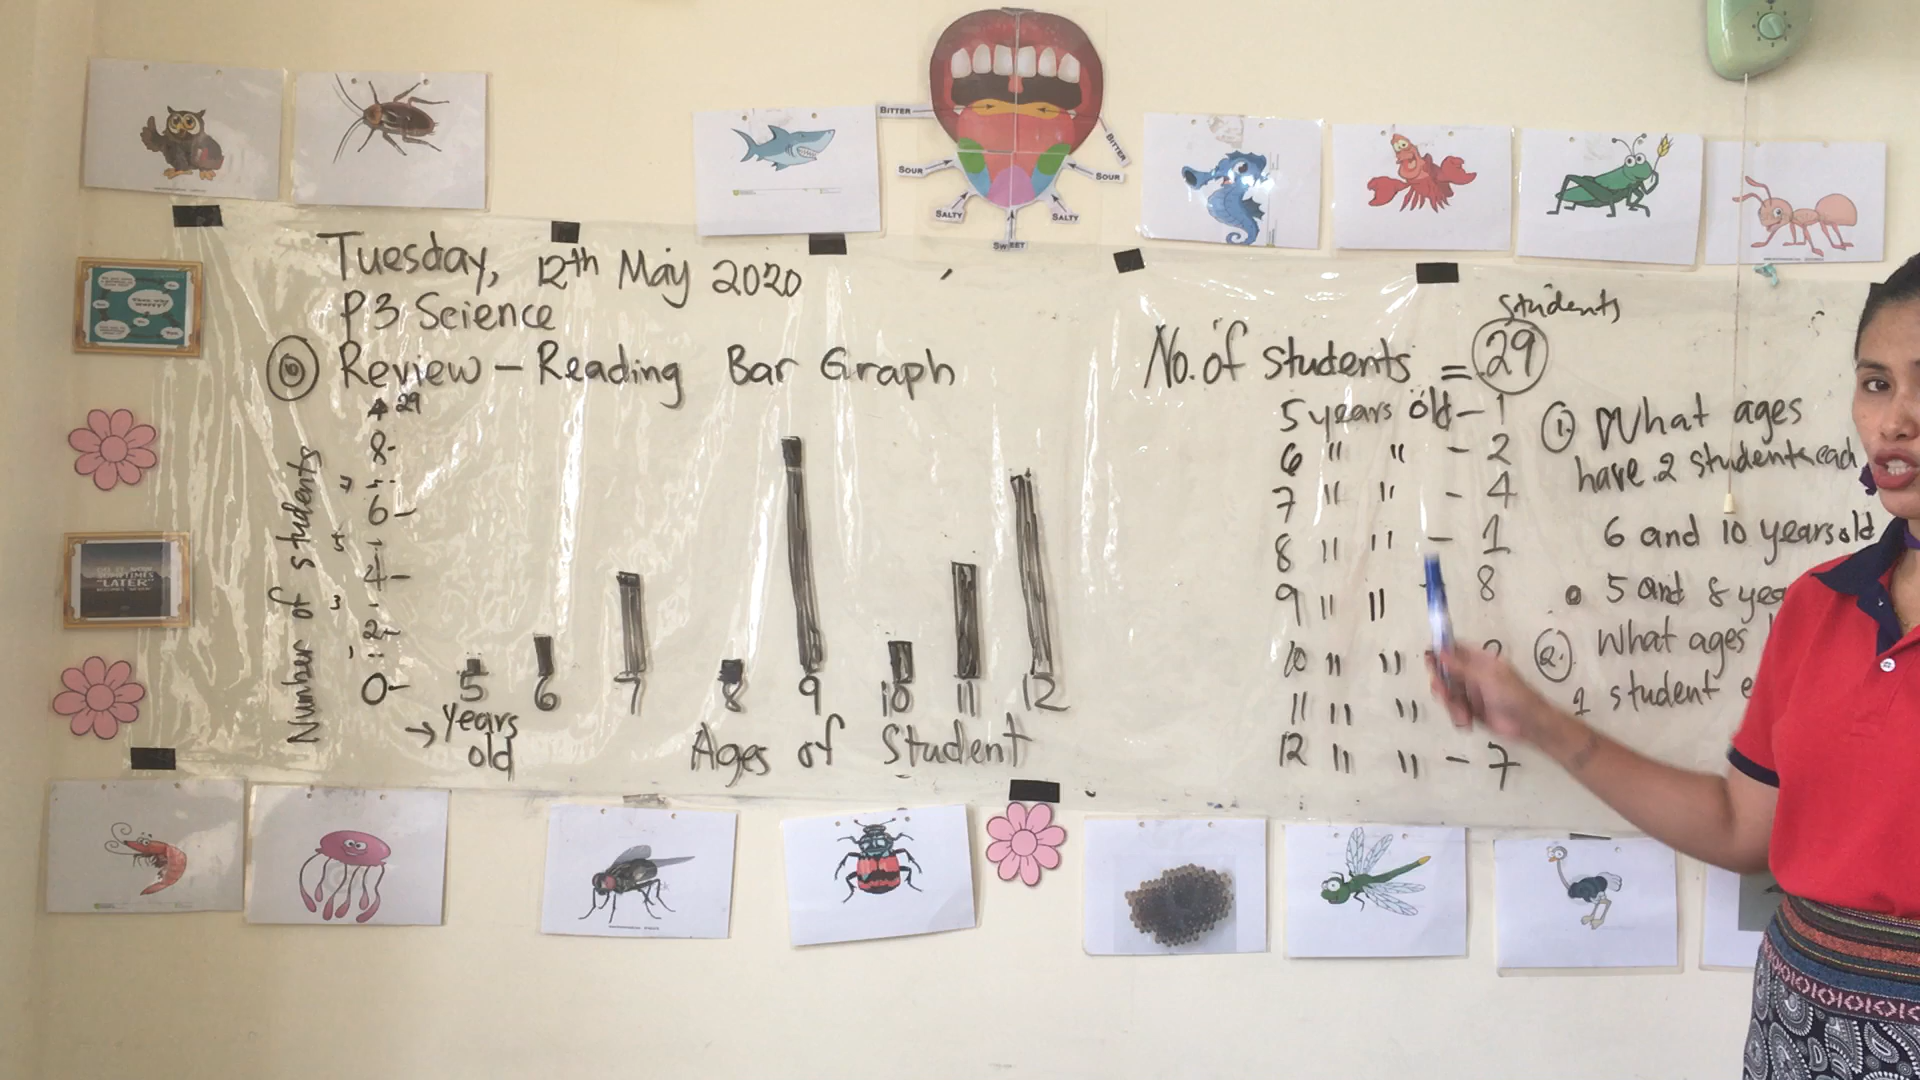 BITTER
BITTER
SOUR
SOUR
SALTY
SALTY
SWEET
Tuesday, 12th May 2020
P3 Science
Review - Reading Bar Graph
29
8-
6-
4-
2-
0-
Number of students
5 6 7 8 9 10 11 12
→ years old
Ages of Student
students
No. of students = 29
5 years old - 1
6 " " - 2
7 " " - 4
8 " " - 1
9 " " 8
10 " "
11 " "
12 " " - 7
1. What ages
have 2 students each
6 and 10 years old
5 and 8
2. What ages
1 student
"LATER"